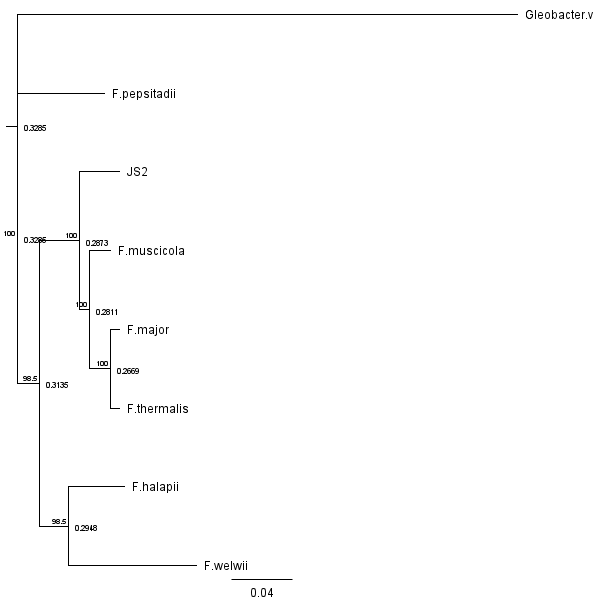 Gleobacter.v
F.pepsitadii
0.3285
JS2
100
0.3285
100
0.2873
F.muscicola
100
0.2811
F.major
100
0.2669
98.5
0.3135
F.thermalis
F.halapii
98.5
0.2948
F.welwii
0.04